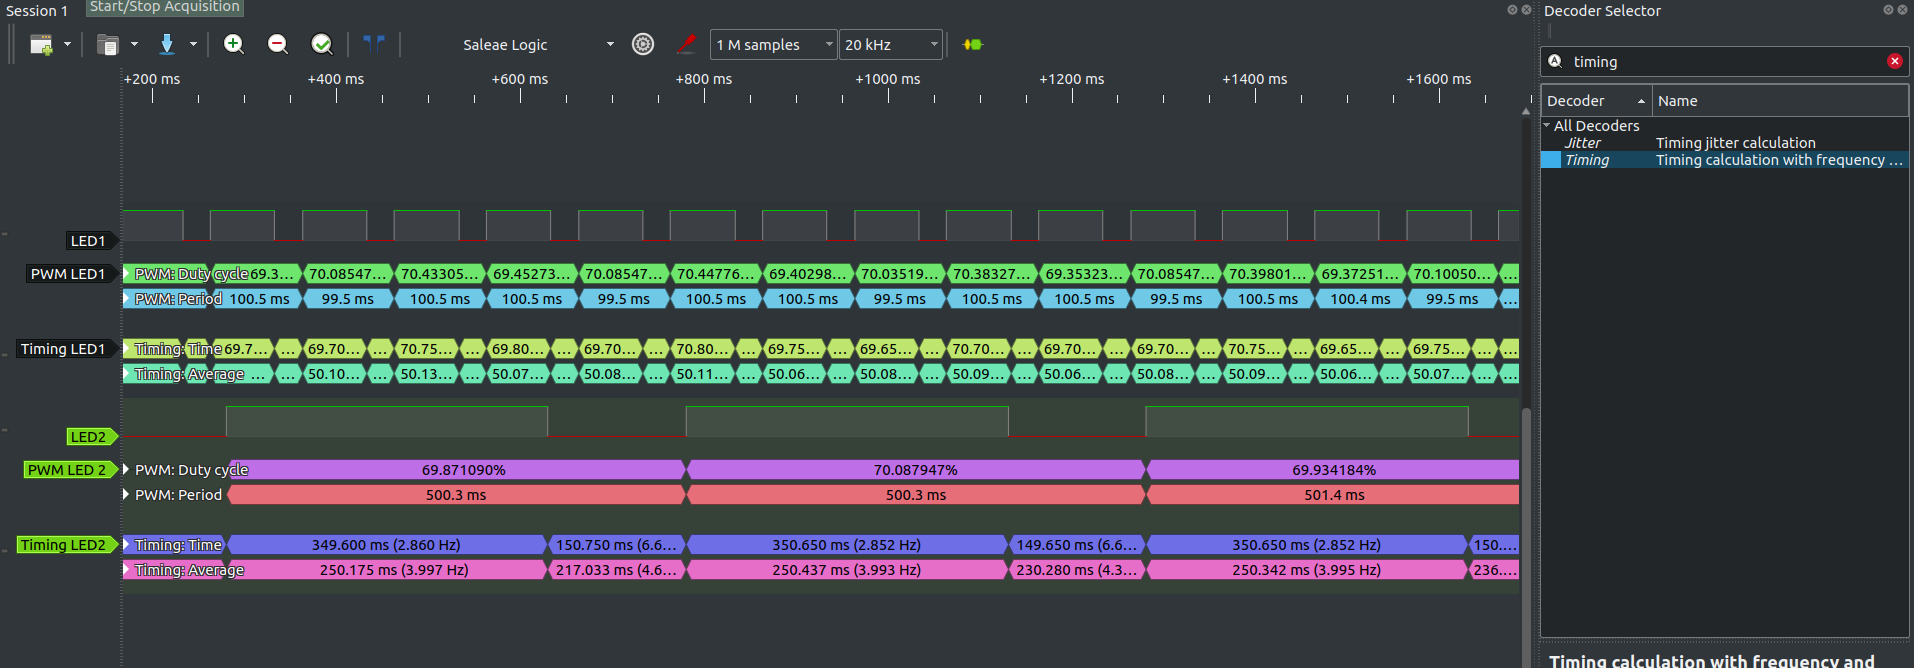 Session 1
Start/Stop Acquisition
Decoder Selector
Saleae Logic
1 M samples
20 kHz
timing
+200 ms +400 ms +600 ms +800 ms +1000 ms +1200 ms +1400 ms +1600 ms
Decoder Name
All Decoders
Jitter Timing jitter calculation
Timing Timing calculation with frequency ...
LED1
PWM LED1 PWM: Duty cycle 69.3... 70.08547... 70.43305... 69.45273... 70.08547... 70.44776... 69.40298... 70.03519... 70.38327... 69.35323... 70.08547... 70.39801... 69.37251... 70.10050... ...
PWM: Period 100.5 ms 99.5 ms 100.5 ms 100.5 ms 99.5 ms 100.5 ms 100.5 ms 99.5 ms 100.5 ms 100.5 ms 99.5 ms 100.5 ms 100.4 ms 99.5 ms ...
Timing LED1 Timing: Time 69.7... ... 69.70... ... 70.75... ... 69.80... ... 69.70... ... 70.80... ... 69.75... ... 69.65... ... 70.70... ... 69.70... ... 69.70... ... 70.75... ... 69.65... ... 69.75... ... ...
Timing: Average ... ... 50.10... ... 50.13... ... 50.07... ... 50.08... ... 50.11... ... 50.06... ... 50.08... ... 50.09... ... 50.06... ... 50.08... ... 50.09... ... 50.06... ... 50.07... ... ...
LED2
PWM LED 2 PWM: Duty cycle 69.871090% 70.087947% 69.934184%
PWM: Period 500.3 ms 500.3 ms 501.4 ms
Timing LED2 Timing: Time 349.600 ms (2.860 Hz) 150.750 ms (6.6... 350.650 ms (2.852 Hz) 149.650 ms (6.6... 350.650 ms (2.852 Hz) 150....
Timing: Average 250.175 ms (3.997 Hz) 217.033 ms (4.6... 250.437 ms (3.993 Hz) 230.280 ms (4.3... 250.342 ms (3.995 Hz) 236....
Timing calculation with frequency and